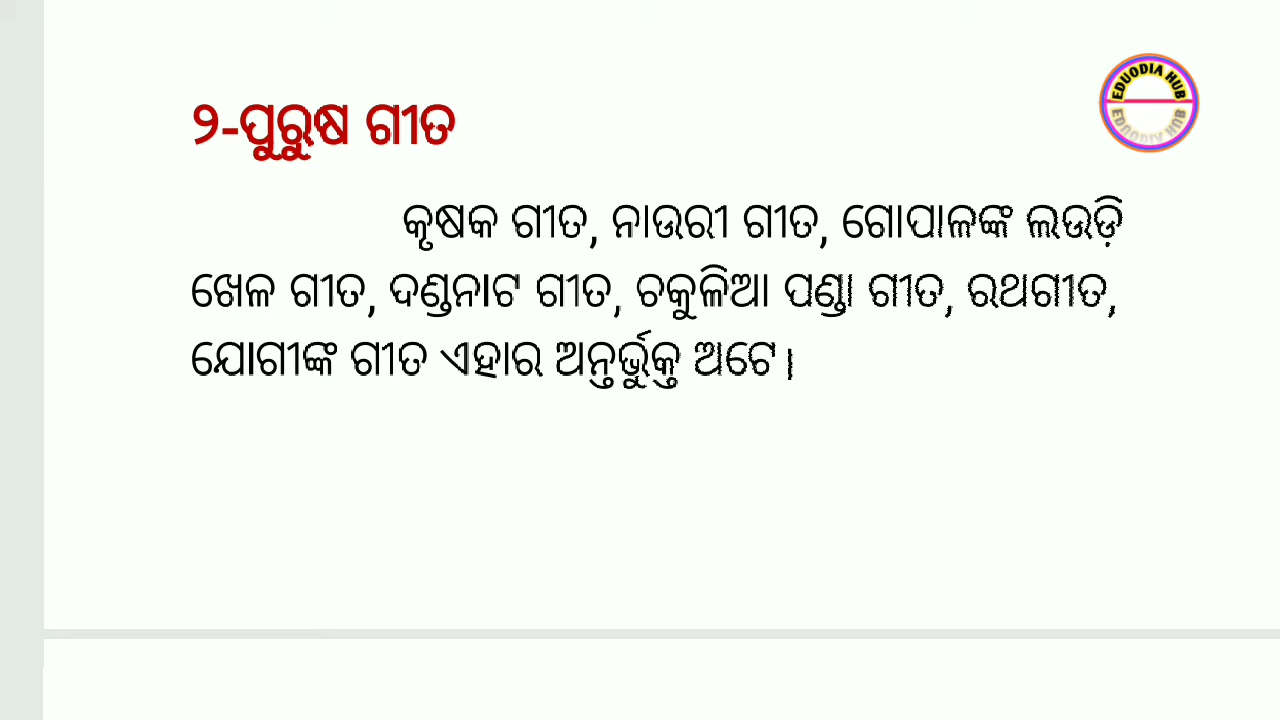 ୨-ପୁରୁଷ ଗୀତ
EDUODIA HUB
କୃଷକ ଗୀତ, ନାଉରୀ ଗୀତ, ଗୋପାଳଙ୍କ ଲଉଡ଼ି
ଖେଳ ଗୀତ, ଦଣ୍ଡନାଟ ଗୀତ, ଚକୁଳିଆ ପଣ୍ଡା ଗୀତ, ରଥଗୀତ,
ଯୋଗୀଙ୍କ ଗୀତ ଏହାର ଅନ୍ତର୍ଭୁକ୍ତ ଅଟେ।